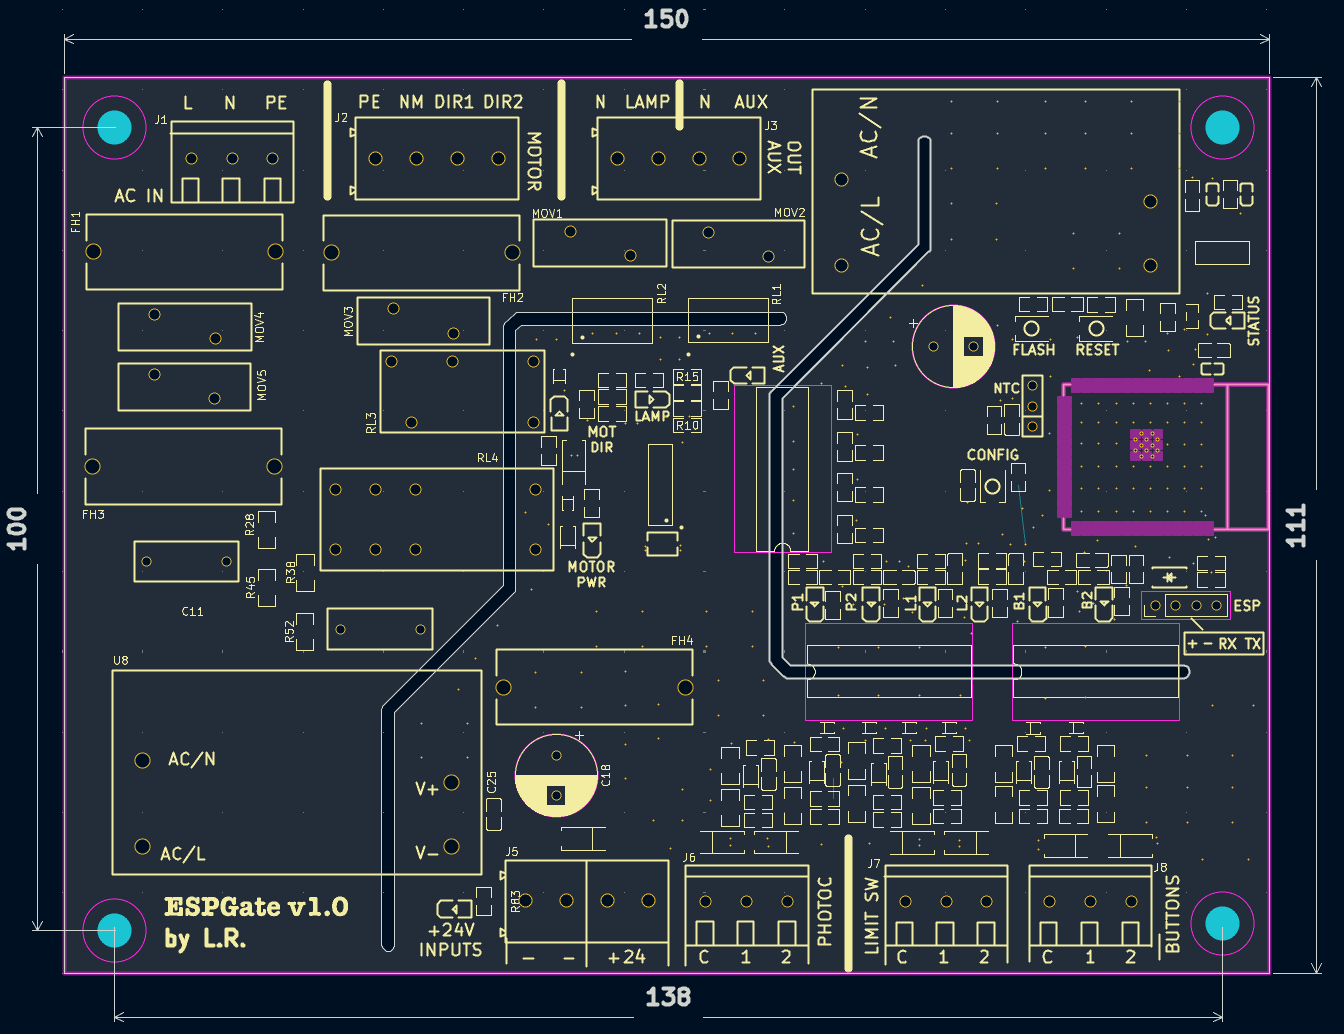 150
L N PE
J1
AC IN
J2
PE NM DIR1 DIR2
MOTOR
N LAMP N AUX
J3
OUT
AUX
AC/N
AC/L
FH1
MOV1
MOV2
FH2
RL2
RL1
MOV4
MOV3
MOV5
AUX
FLASH
RESET
STATUS
RL3
R15
LAMP
R10
NTC
MOT
DIR
RL4
CONFIG
FH3
R28
R38
R45
C11
R52
MOTOR
PWR
P1
P2
L1
L2
B1
B2
ESP
+ - RX TX
100
111
U8
FH4
AC/N
AC/L
V+
V-
C25
+
C18
+
J5
J6
J7
J8
R83
PHOTOC
LIMIT SW
BUTTONS
ESPGate v1.0
by L.R.
+24V
INPUTS
- - +24
C 1 2
C 1 2
C 1 2
138